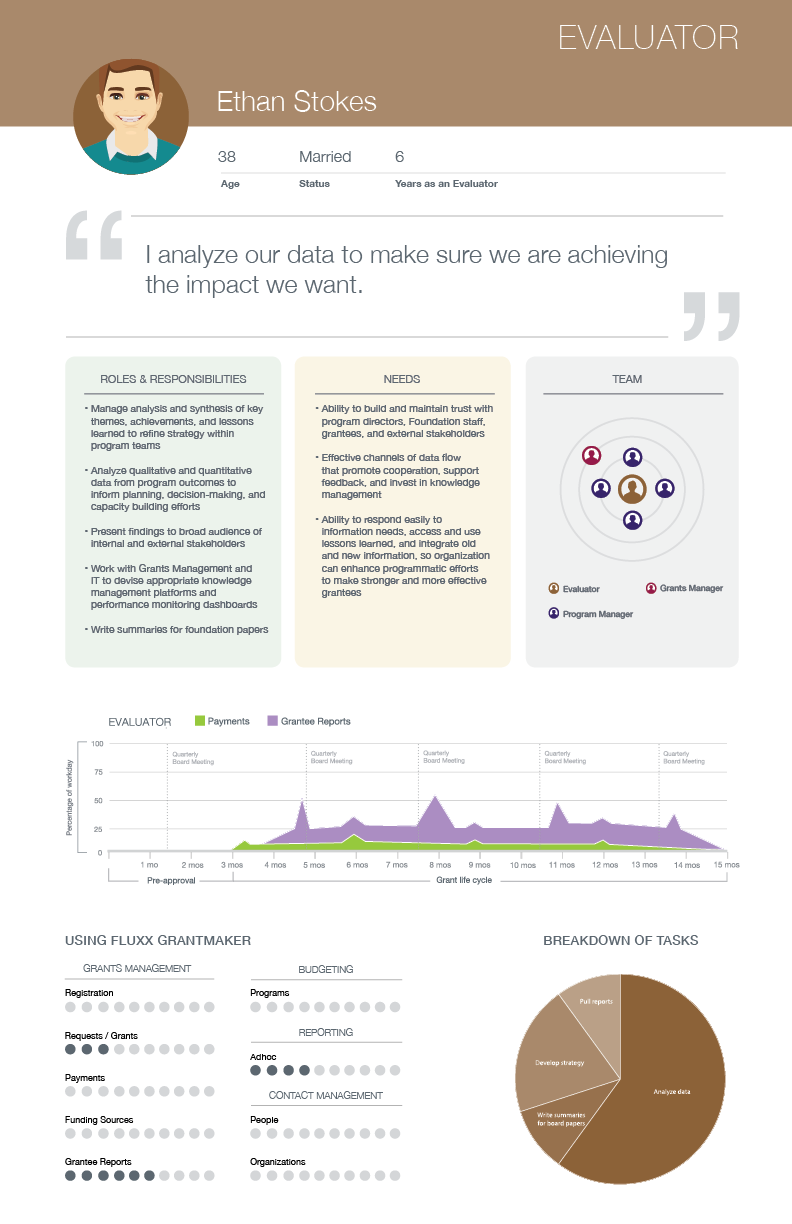 EVALUATOR
Ethan Stokes
38 Married 6
Age Status Years as an Evaluator
“
I analyze our data to make sure we are achieving
the impact we want.
”
ROLES & RESPONSIBILITIES
• Manage analysis and synthesis of key
themes, achievements, and lessons
learned to refine strategy within
program teams
• Analyze qualitative and quantitative
data from program outcomes to
inform planning, decision-making, and
capacity building efforts
• Present findings to broad audience of
internal and external stakeholders
• Work with Grants Management and
IT to devise appropriate knowledge
management platforms and
performance monitoring dashboards
• Write summaries for foundation papers
NEEDS
• Ability to build and maintain trust with
program directors, Foundation staff,
grantees, and external stakeholders
• Effective channels of data flow
that promote cooperation, support
feedback, and invest in knowledge
management
• Ability to respond easily to
information needs, access and use
lessons learned, and integrate old
and new information, so organization
can enhance programmatic efforts
to make stronger and more effective
grantees
TEAM
Evaluator Grants Manager
Program Manager
EVALUATOR Payments Grantee Reports
Percentage of workday
100
75
50
25
0
Quarterly
Board Meeting
Quarterly
Board Meeting
Quarterly
Board Meeting
Quarterly
Board Meeting
Quarterly
Board Meeting
1 mo 2 mos 3 mos 4 mos 5 mos 6 mos 7 mos 8 mos 9 mos 10 mos 11 mos 12 mos 13 mos 14 mos 15 mos
Pre-approval Grant life cycle
USING FLUXX GRANTMAKER
GRANTS MANAGEMENT
Registration
Requests / Grants
Payments
Funding Sources
Grantee Reports
BUDGETING
Programs
REPORTING
Adhoc
CONTACT MANAGEMENT
People
Organizations
BREAKDOWN OF TASKS
Pull reports
Develop strategy
Write summaries
for board papers
Analyze data